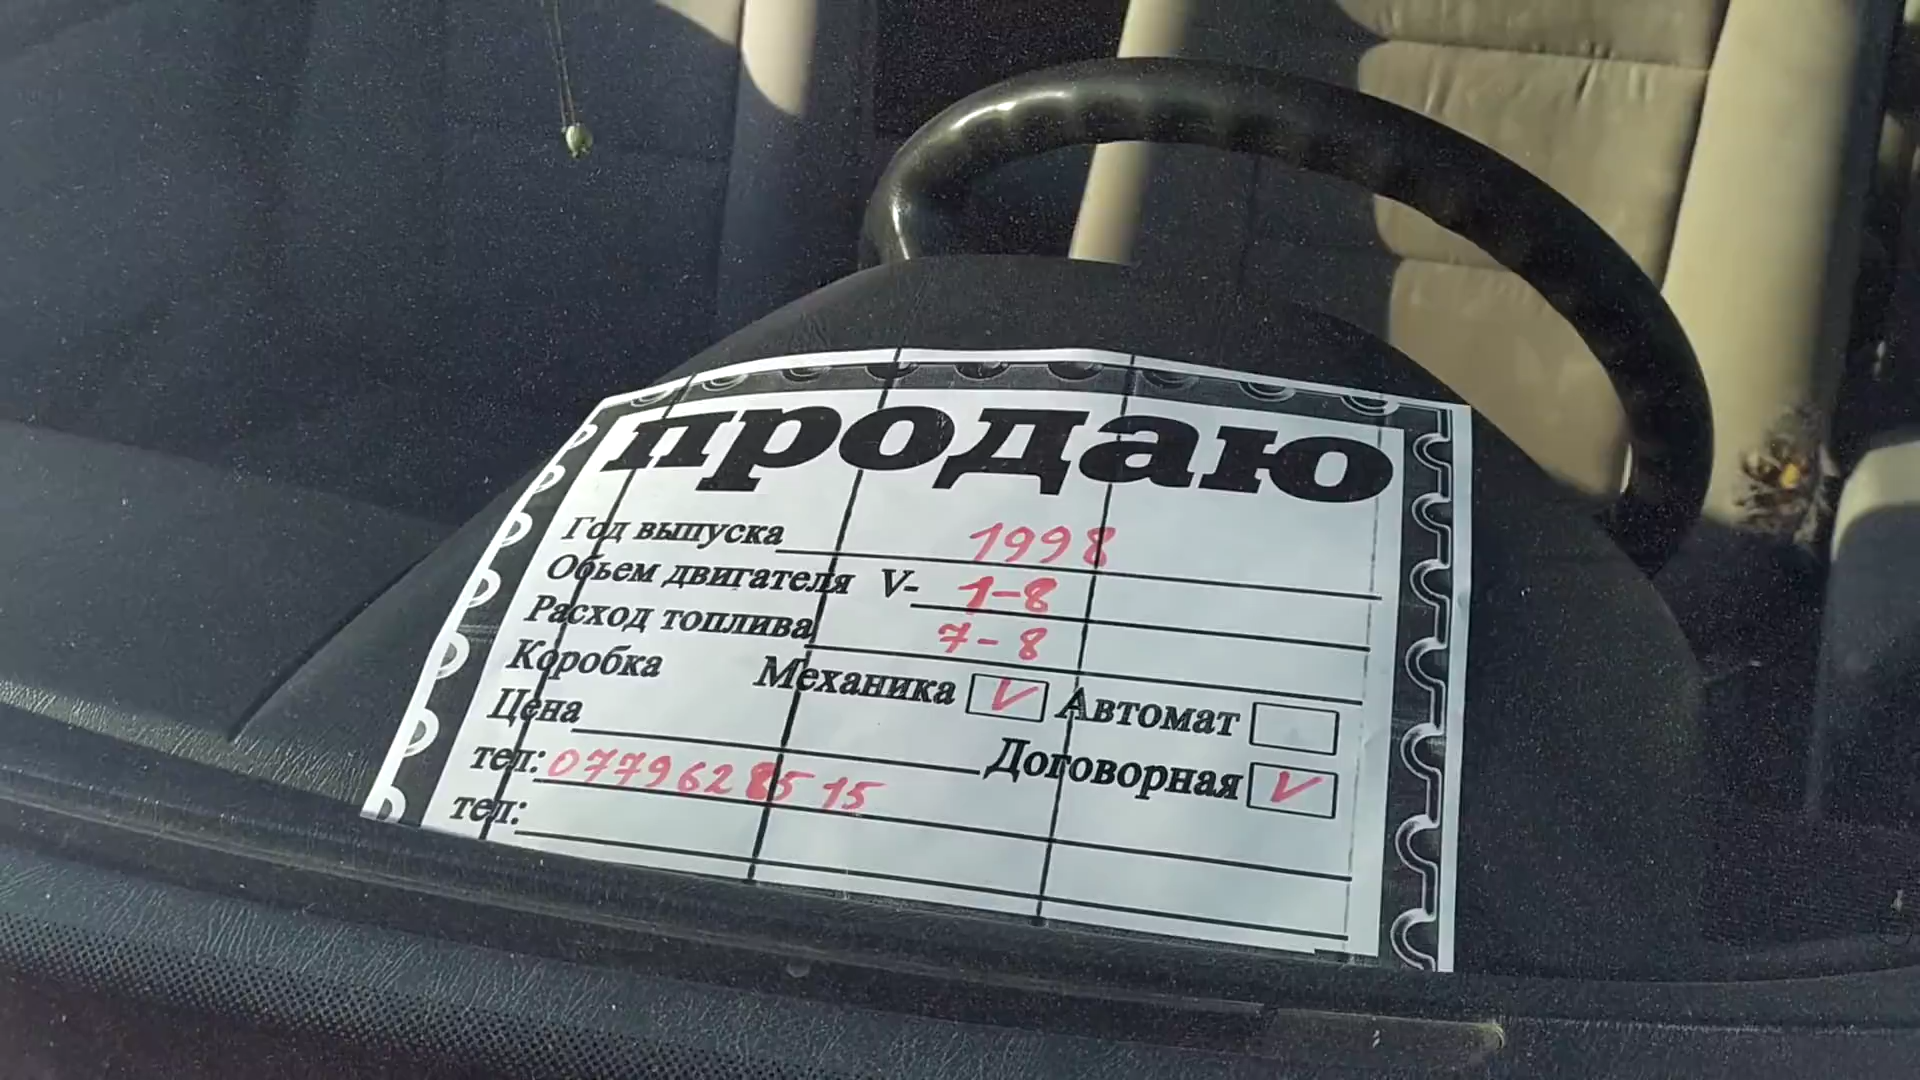 продаю
Год выпуска 1998
Обьем двигателя V- 1-8
Расход топлива 7-8
Коробка Механика V Автомат
Цена Договорная V
тел: 0779628515
тел: